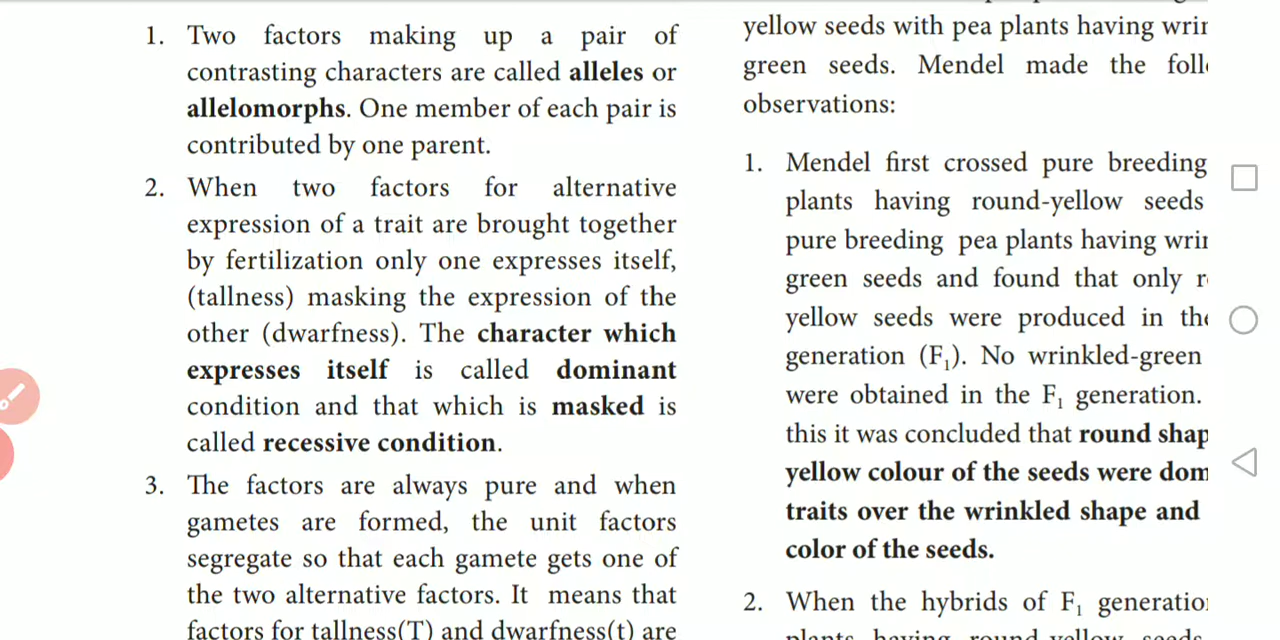 1. Two factors making up a pair of
contrasting characters are called alleles or
allelomorphs. One member of each pair is
contributed by one parent.
2. When two factors for alternative
expression of a trait are brought together
by fertilization only one expresses itself,
(tallness) masking the expression of the
other (dwarfness). The character which
expresses itself is called dominant
condition and that which is masked is
called recessive condition.
3. The factors are always pure and when
gametes are formed, the unit factors
segregate so that each gamete gets one of
the two alternative factors. It means that
factors for tallness(T) and dwarfness(t) are
yellow seeds with pea plants having
green seeds. Mendel made the
observations:
1. Mendel first crossed pure breeding
plants having round-yellow seeds
pure breeding pea plants having
green seeds and found that only
yellow seeds were produced in
generation (F₁). No wrinkled-green
were obtained in the F₁ generation.
this it was concluded that round
yellow colour of the seeds were
traits over the wrinkled shape and
color of the seeds.
2. When the hybrids of F₁
plants having round yellow seeds